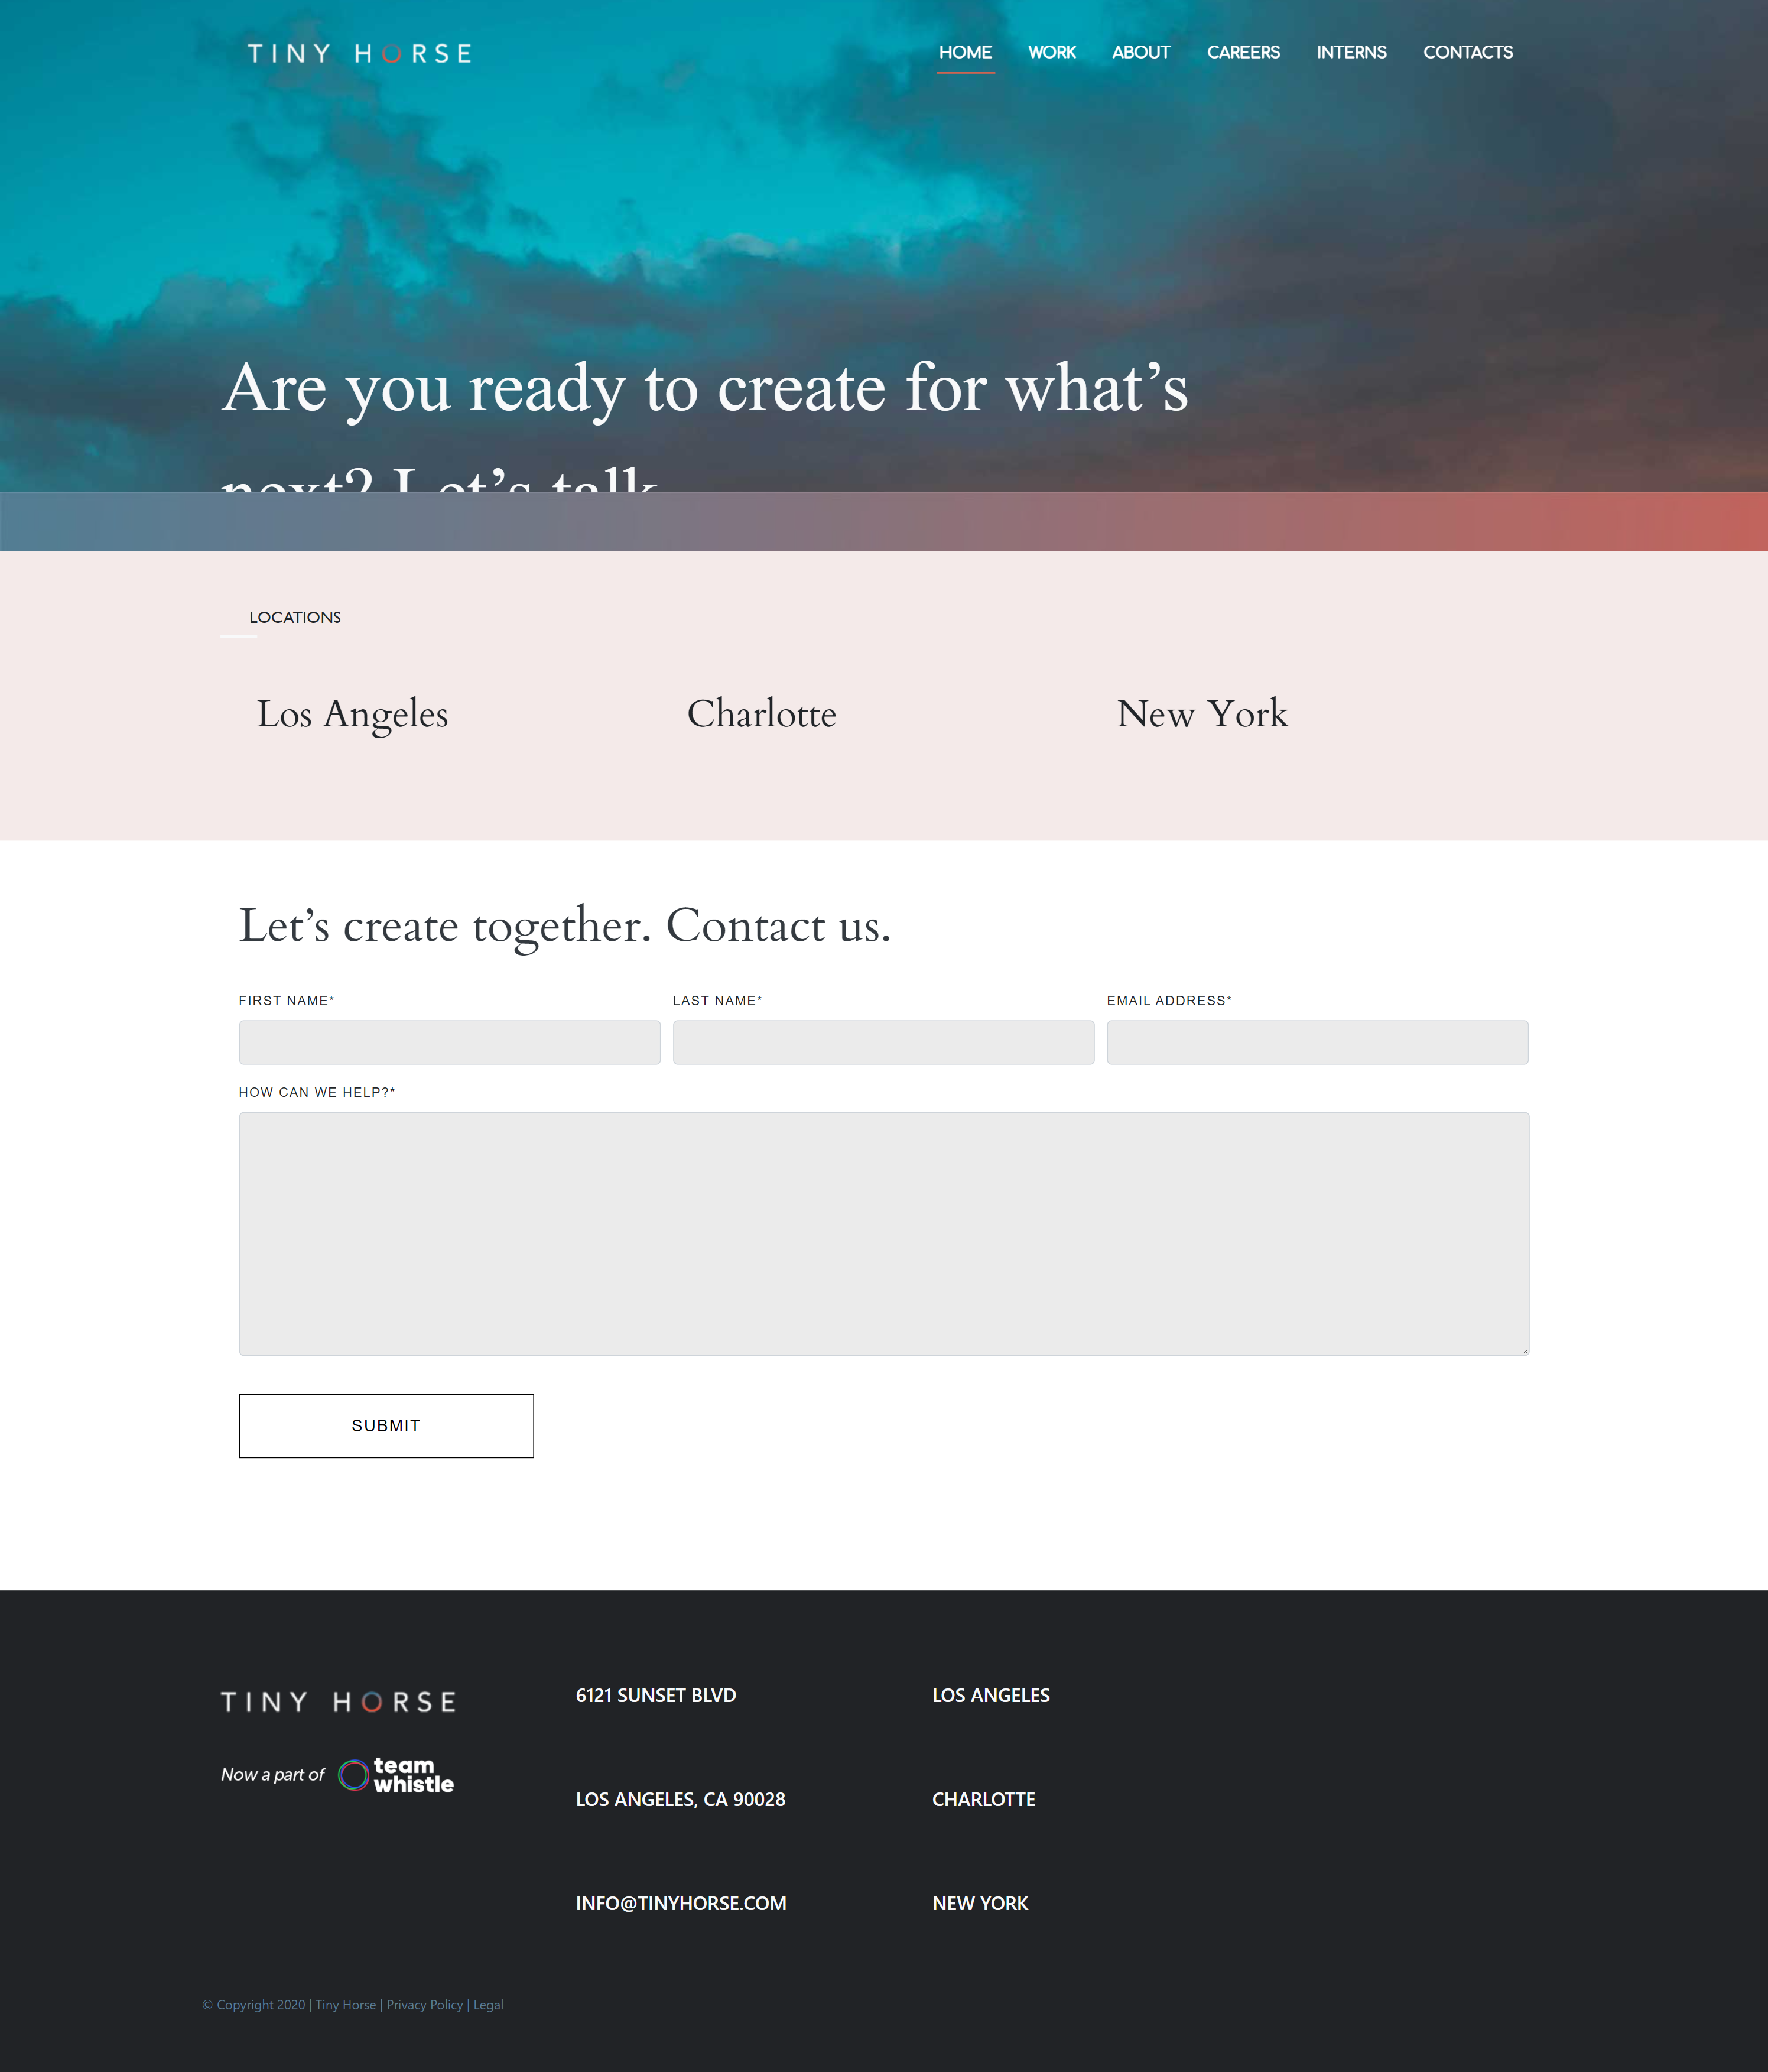 TINY HORSE
HOME WORK ABOUT CAREERS INTERNS CONTACTS
Are you ready to create for what’s
next? Let’s talk
LOCATIONS
Los Angeles Charlotte New York
Let’s create together. Contact us.
FIRST NAME* LAST NAME* EMAIL ADDRESS*
HOW CAN WE HELP?*
SUBMIT
TINY HORSE
Now a part of team whistle
6121 SUNSET BLVD
LOS ANGELES, CA 90028
INFO@TINYHORSE.COM
LOS ANGELES
CHARLOTTE
NEW YORK
© Copyright 2020 | Tiny Horse | Privacy Policy | Legal